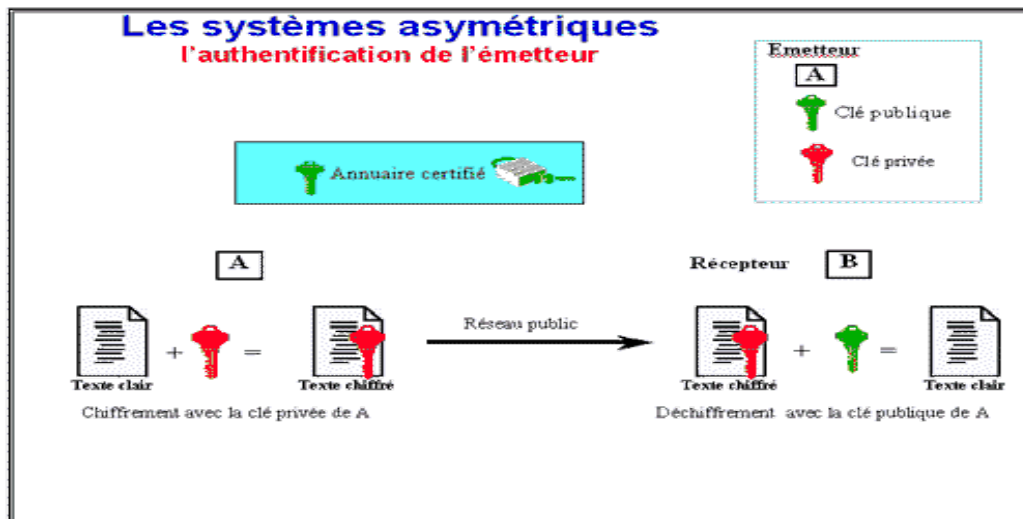 Les systèmes asymétriques
l'authentification de l'émetteur
Emetteur
A
Clé publique
Clé privée
Annuaire certifié
A
Récepteur B
Réseau public
+ =
+ =
Texte clair Texte chiffré Texte chiffré Texte clair
Chiffrement avec la clé privée de A Déchiffrement avec la clé publique de A